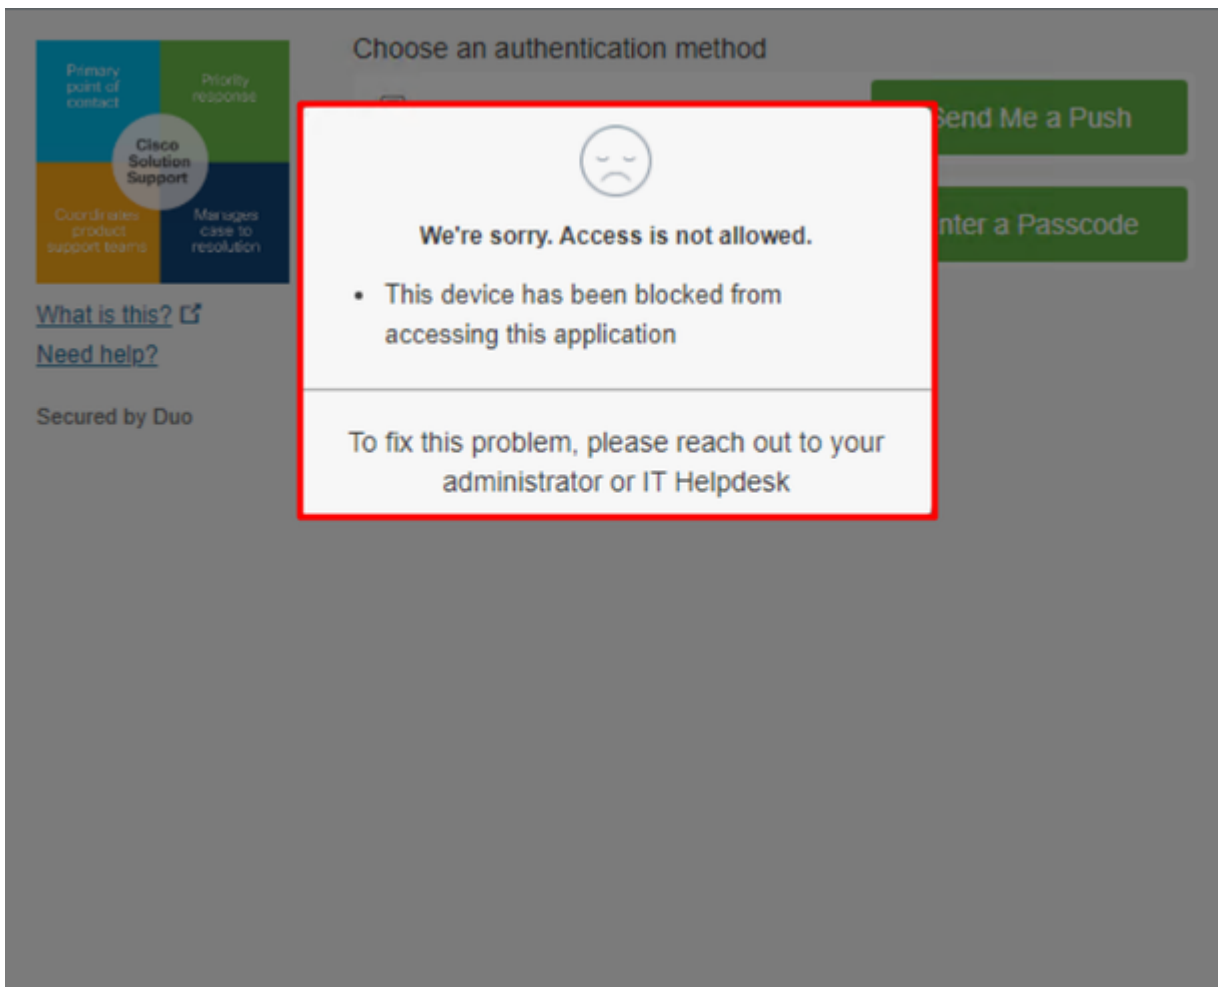 Choose an authentication method
Primary
point of
contact
Priority
response
Cisco
Solution
Support
Coordinates
product
support teams
Manages
case to
resolution
What is this?
Need help?
Secured by Duo
Send Me a Push
nter a Passcode
We're sorry. Access is not allowed.
• This device has been blocked from
accessing this application
To fix this problem, please reach out to your
administrator or IT Helpdesk